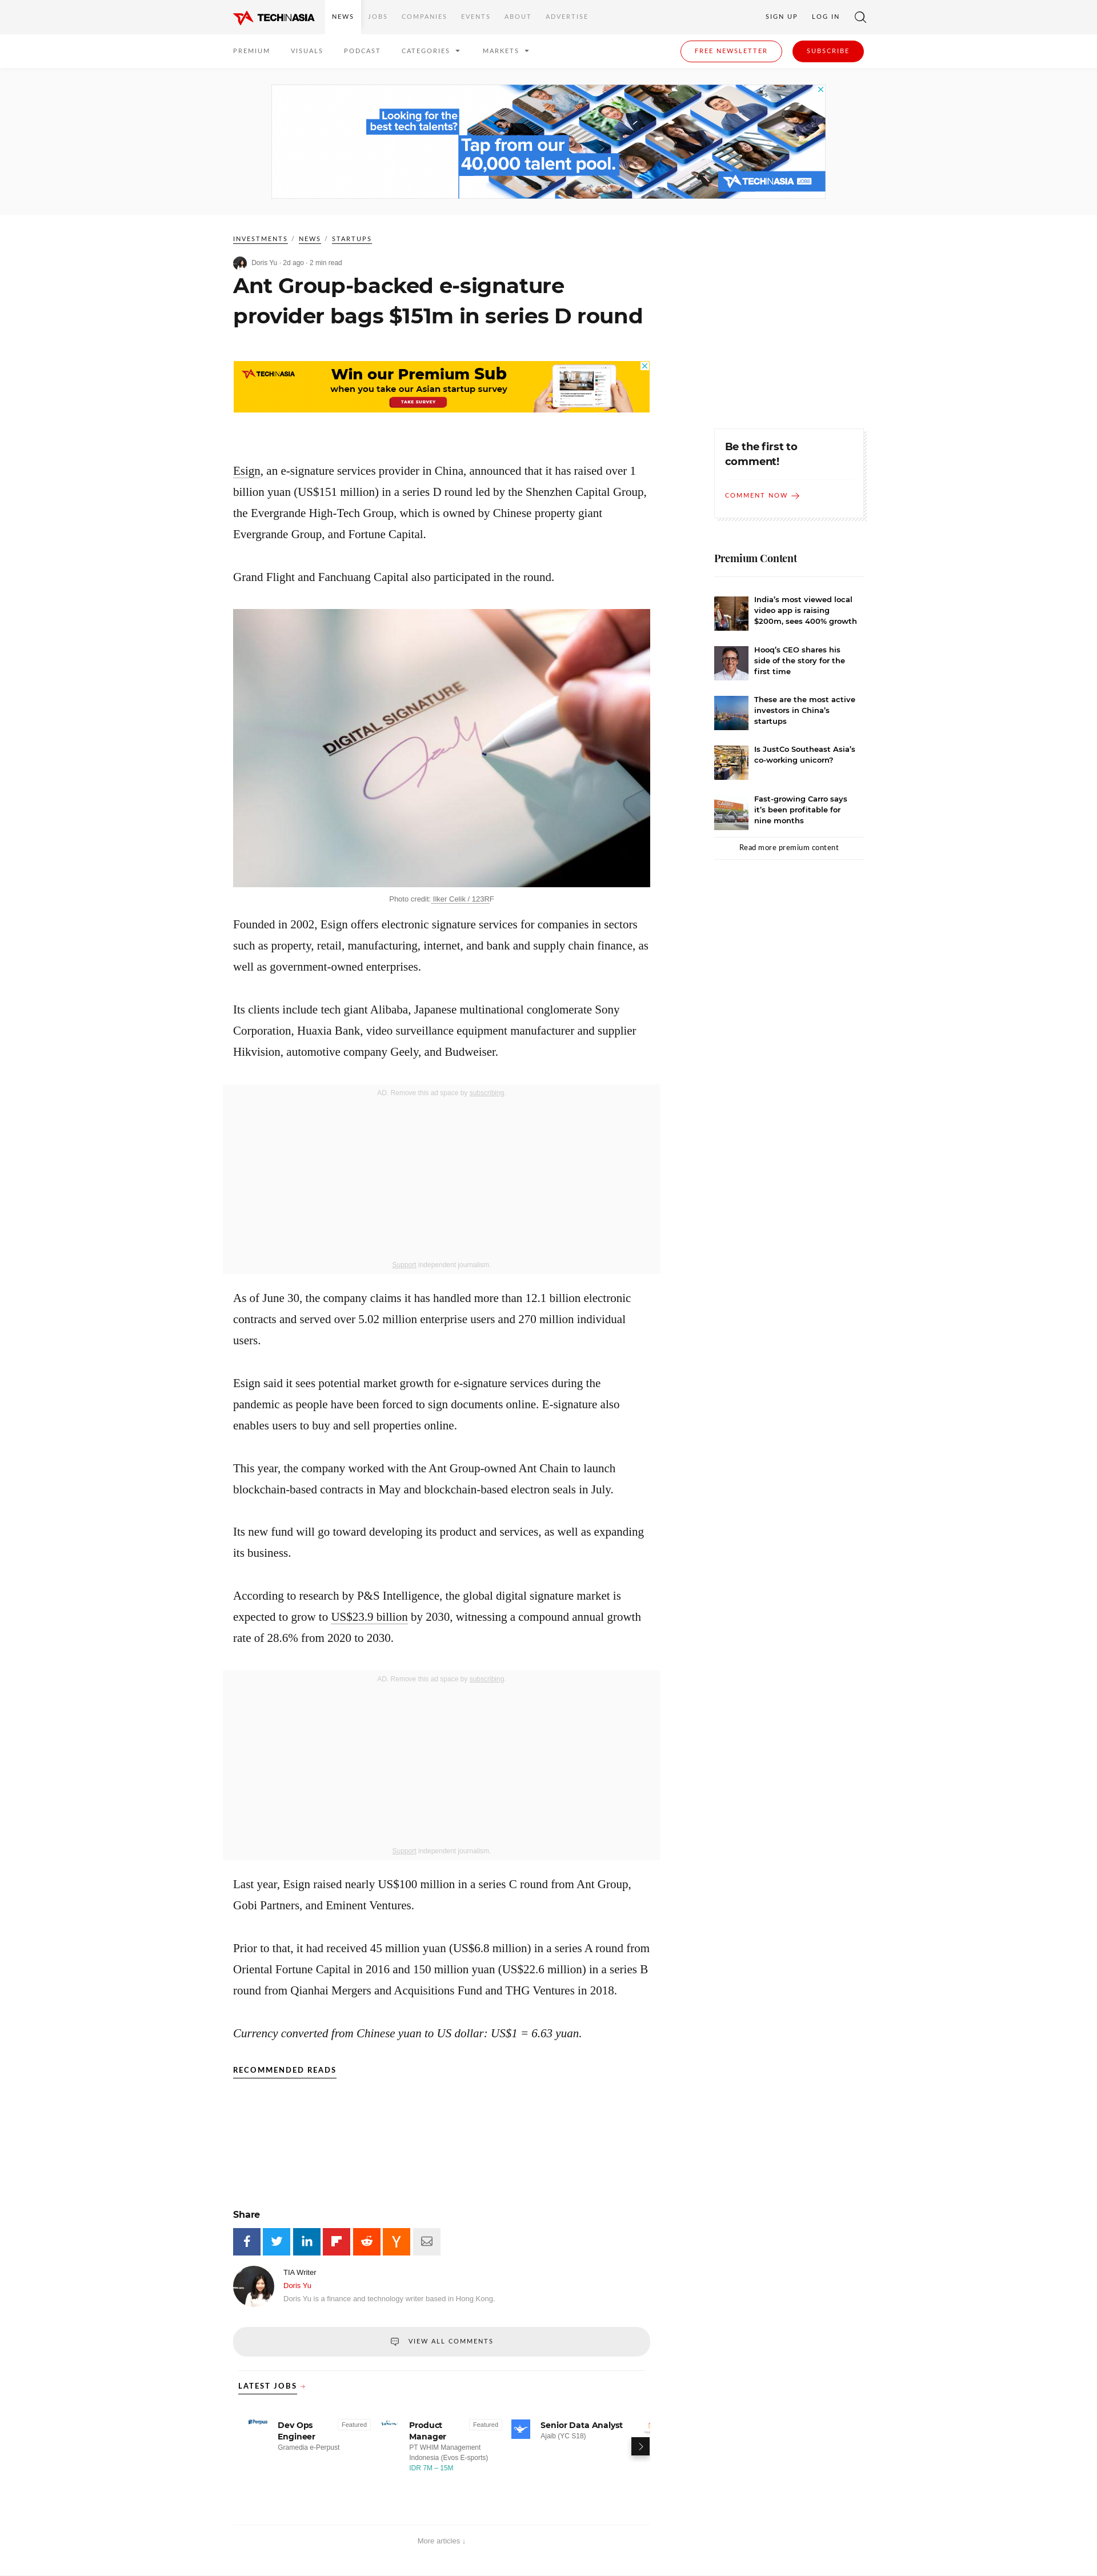 TECHINASIA
NEWS
JOBS
COMPANIES
EVENTS
ABOUT
ADVERTISE
SIGN UP
LOG IN
PREMIUM
VISUALS
PODCAST
CATEGORIES
MARKETS
FREE NEWSLETTER
SUBSCRIBE
Looking for the
best tech talents?
Tap from our
40,000 talent pool.
TECHINASIA JOBS
INVESTMENTS / NEWS / STARTUPS
Doris Yu · 2d ago · 2 min read
Ant Group-backed e-signature
provider bags $151m in series D round
TECHINASIA
Win our Premium Sub
when you take our Asian startup survey
TAKE SURVEY
Esign, an e-signature services provider in China, announced that it has raised over 1
billion yuan (US$151 million) in a series D round led by the Shenzhen Capital Group,
the Evergrande High-Tech Group, which is owned by Chinese property giant
Evergrande Group, and Fortune Capital.
Grand Flight and Fanchuang Capital also participated in the round.
DIGITAL SIGNATURE
Photo credit: Ilker Celik / 123RF
Founded in 2002, Esign offers electronic signature services for companies in sectors
such as property, retail, manufacturing, internet, and bank and supply chain finance, as
well as government-owned enterprises.
Its clients include tech giant Alibaba, Japanese multinational conglomerate Sony
Corporation, Huaxia Bank, video surveillance equipment manufacturer and supplier
Hikvision, automotive company Geely, and Budweiser.
AD. Remove this ad space by subscribing.
Support independent journalism.
As of June 30, the company claims it has handled more than 12.1 billion electronic
contracts and served over 5.02 million enterprise users and 270 million individual
users.
Esign said it sees potential market growth for e-signature services during the
pandemic as people have been forced to sign documents online. E-signature also
enables users to buy and sell properties online.
This year, the company worked with the Ant Group-owned Ant Chain to launch
blockchain-based contracts in May and blockchain-based electron seals in July.
Its new fund will go toward developing its product and services, as well as expanding
its business.
According to research by P&S Intelligence, the global digital signature market is
expected to grow to US$23.9 billion by 2030, witnessing a compound annual growth
rate of 28.6% from 2020 to 2030.
AD. Remove this ad space by subscribing.
Support independent journalism.
Last year, Esign raised nearly US$100 million in a series C round from Ant Group,
Gobi Partners, and Eminent Ventures.
Prior to that, it had received 45 million yuan (US$6.8 million) in a series A round from
Oriental Fortune Capital in 2016 and 150 million yuan (US$22.6 million) in a series B
round from Qianhai Mergers and Acquisitions Fund and THG Ventures in 2018.
Currency converted from Chinese yuan to US dollar: US$1 = 6.63 yuan.
RECOMMENDED READS
Share
TIA Writer
Doris Yu
Doris Yu is a finance and technology writer based in Hong Kong.
VIEW ALL COMMENTS
LATEST JOBS
Dev Ops
Engineer
Featured
Gramedia e-Perpust
Product
Manager
Featured
PT WHIM Management
Indonesia (Evos E-sports)
IDR 7M – 15M
Senior Data Analyst
Ajaib (YC S18)
More articles ↓
Be the first to
comment!
COMMENT NOW
Premium Content
India's most viewed local
video app is raising
$200m, sees 400% growth
Hooq's CEO shares his
side of the story for the
first time
These are the most active
investors in China's
startups
Is JustCo Southeast Asia's
co-working unicorn?
Fast-growing Carro says
it's been profitable for
nine months
Read more premium content